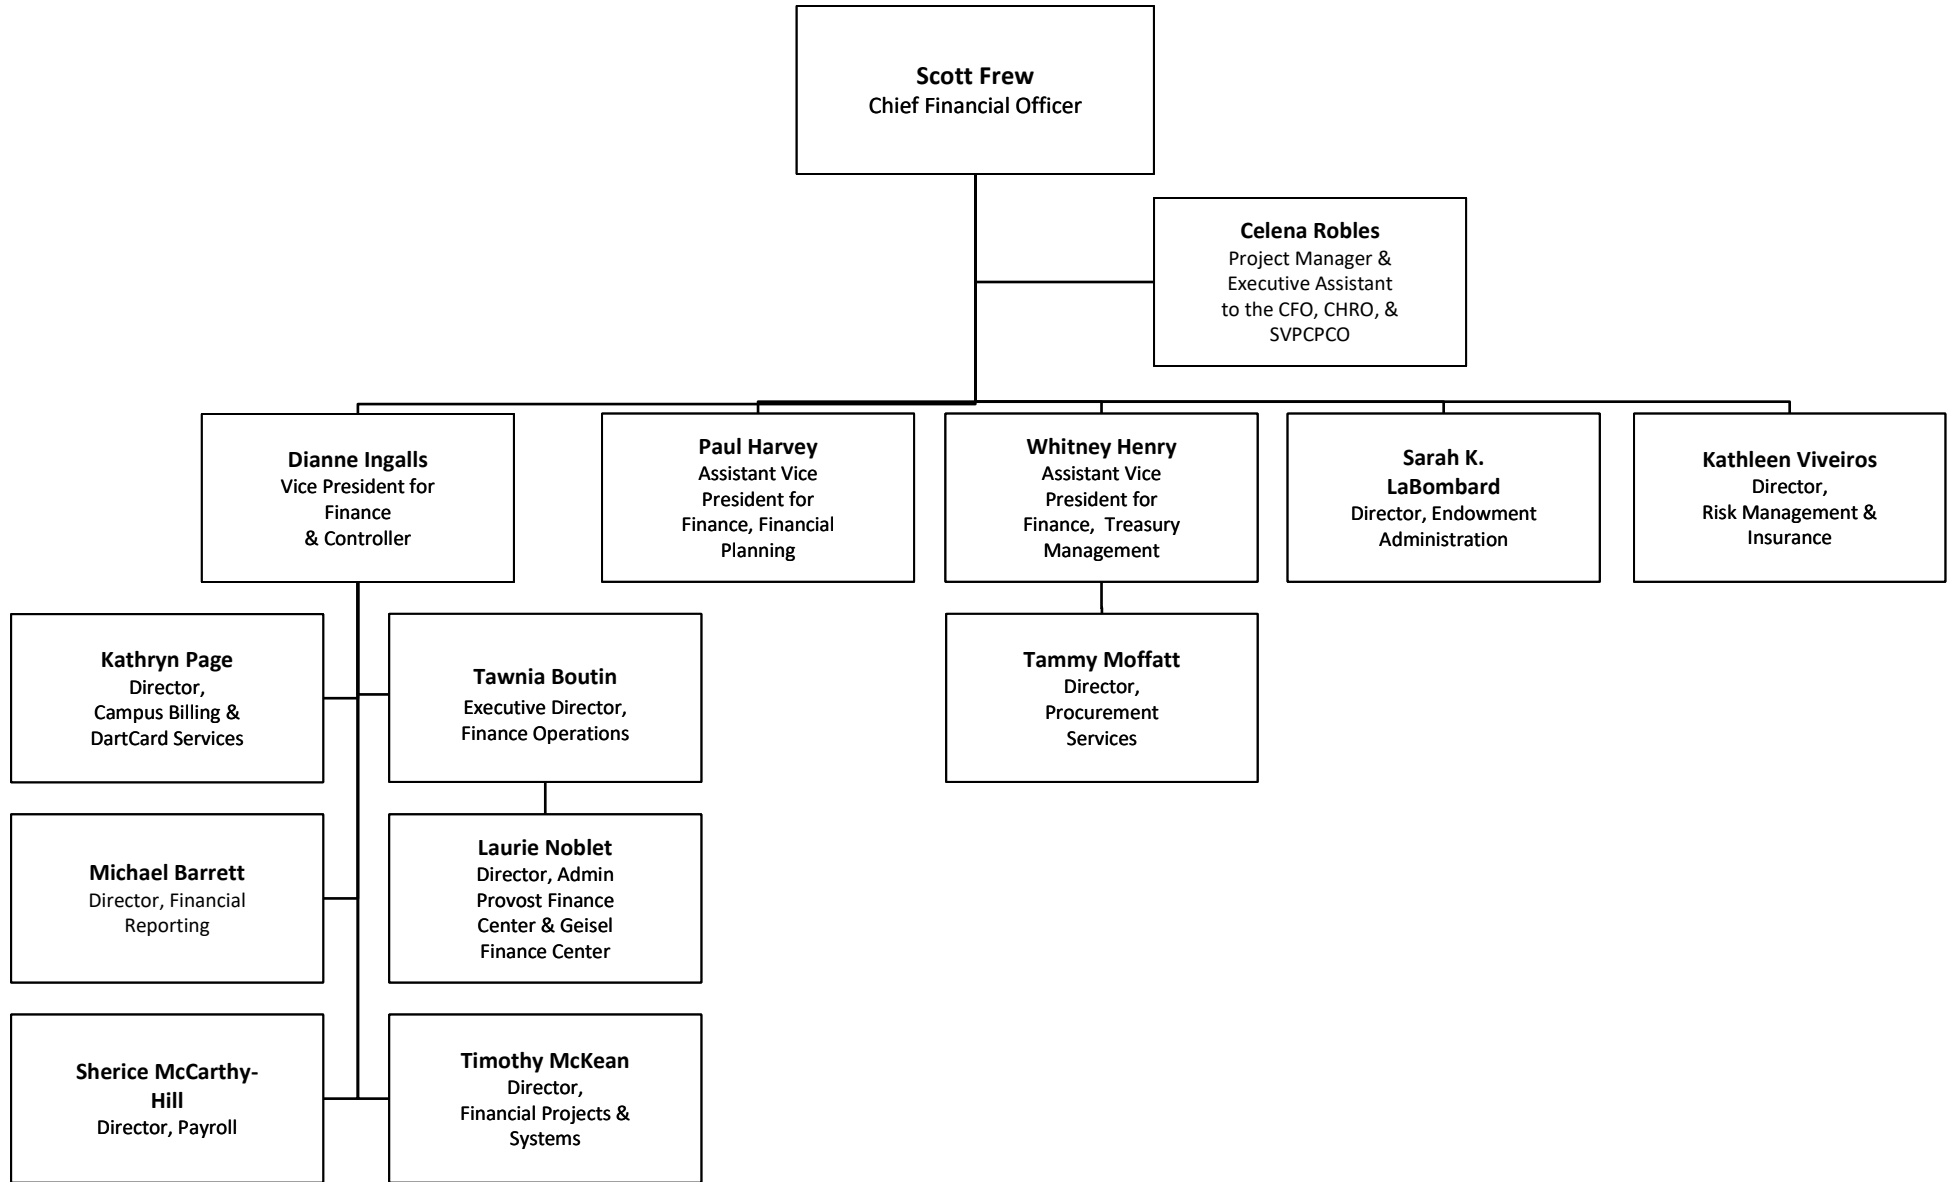 Scott Frew
Chief Financial Officer
Celena Robles
Project Manager &
Executive Assistant
to the CFO, CHRO, &
SVPCPCO
Dianne Ingalls
Vice President for
Finance
& Controller
Paul Harvey
Assistant Vice
President for
Finance, Financial
Planning
Whitney Henry
Assistant Vice
President for
Finance,  Treasury
Management
Sarah K.
LaBombard
Director, Endowment
Administration
Kathleen Viveiros
Director,
Risk Management &
Insurance
Kathryn Page
Director,
Campus Billing &
DartCard Services
Tawnia Boutin
Executive Director,
Finance Operations
Tammy Moffatt
Director,
Procurement
Services
Michael Barrett
Director, Financial
Reporting
Laurie Noblet
Director, Admin
Provost Finance
Center & Geisel
Finance Center
Sherice McCarthy-
Hill
Director, Payroll
Timothy McKean
Director,
Financial Projects &
Systems